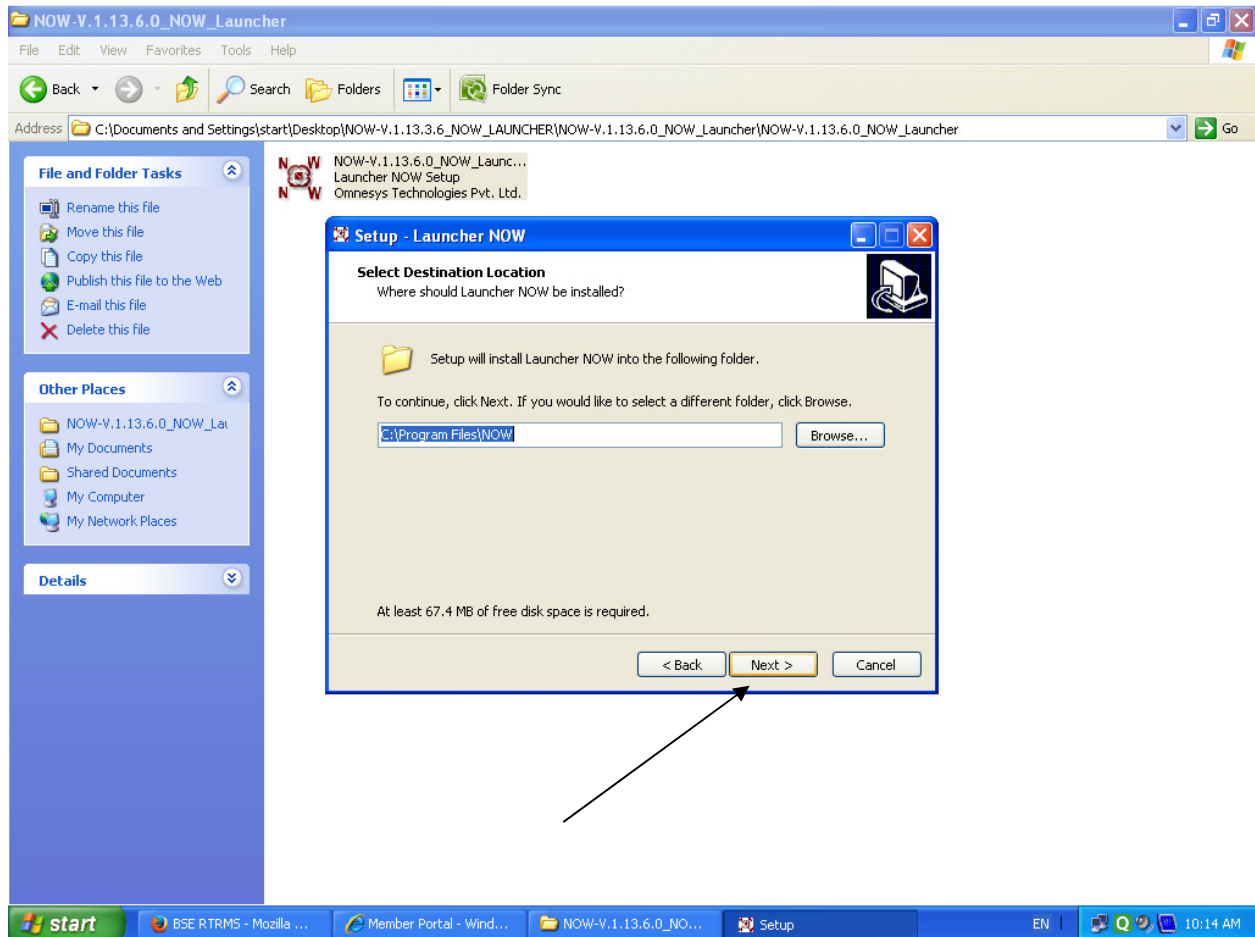 NOW-V.1.13.6.0_NOW_Launcher
File Edit View Favorites Tools Help
Back Search Folders Folder Sync
Address C:\Documents and Settings\start\Desktop\NOW-V.1.13.3.6_NOW_LAUNCHER\NOW-V.1.13.6.0_NOW_Launcher\NOW-V.1.13.6.0_NOW_Launcher Go
File and Folder Tasks
Rename this file
Move this file
Copy this file
Publish this file to the Web
E-mail this file
Delete this file
Other Places
NOW-V.1.13.6.0_NOW_Lau
My Documents
Shared Documents
My Computer
My Network Places
Details
N W
N W
NOW-V.1.13.6.0_NOW_Launc...
Launcher NOW Setup
Omnesys Technologies Pvt. Ltd.
Setup - Launcher NOW
Select Destination Location
Where should Launcher NOW be installed?
Setup will install Launcher NOW into the following folder.
To continue, click Next. If you would like to select a different folder, click Browse.
C:\Program Files\NOW Browse...
At least 67.4 MB of free disk space is required.
< Back Next > Cancel
start BSE RTRMS - Mozilla ... Member Portal - Wind... NOW-V.1.13.6.0_NO... Setup EN Q 10:14 AM